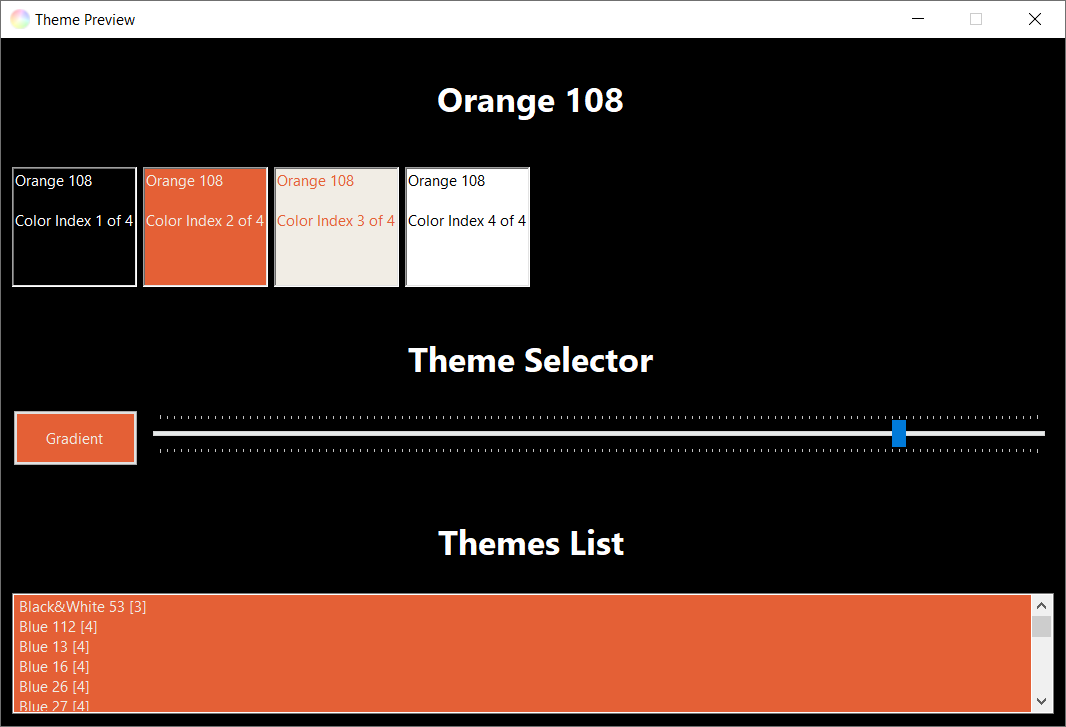 Theme Preview
Orange 108
Orange 108
Color Index 1 of 4
Orange 108
Color Index 2 of 4
Orange 108
Color Index 3 of 4
Orange 108
Color Index 4 of 4
Theme Selector
Gradient
Themes List
Black&White 53 [3]
Blue 112 [4]
Blue 13 [4]
Blue 16 [4]
Blue 26 [4]
Blue 27 [4]